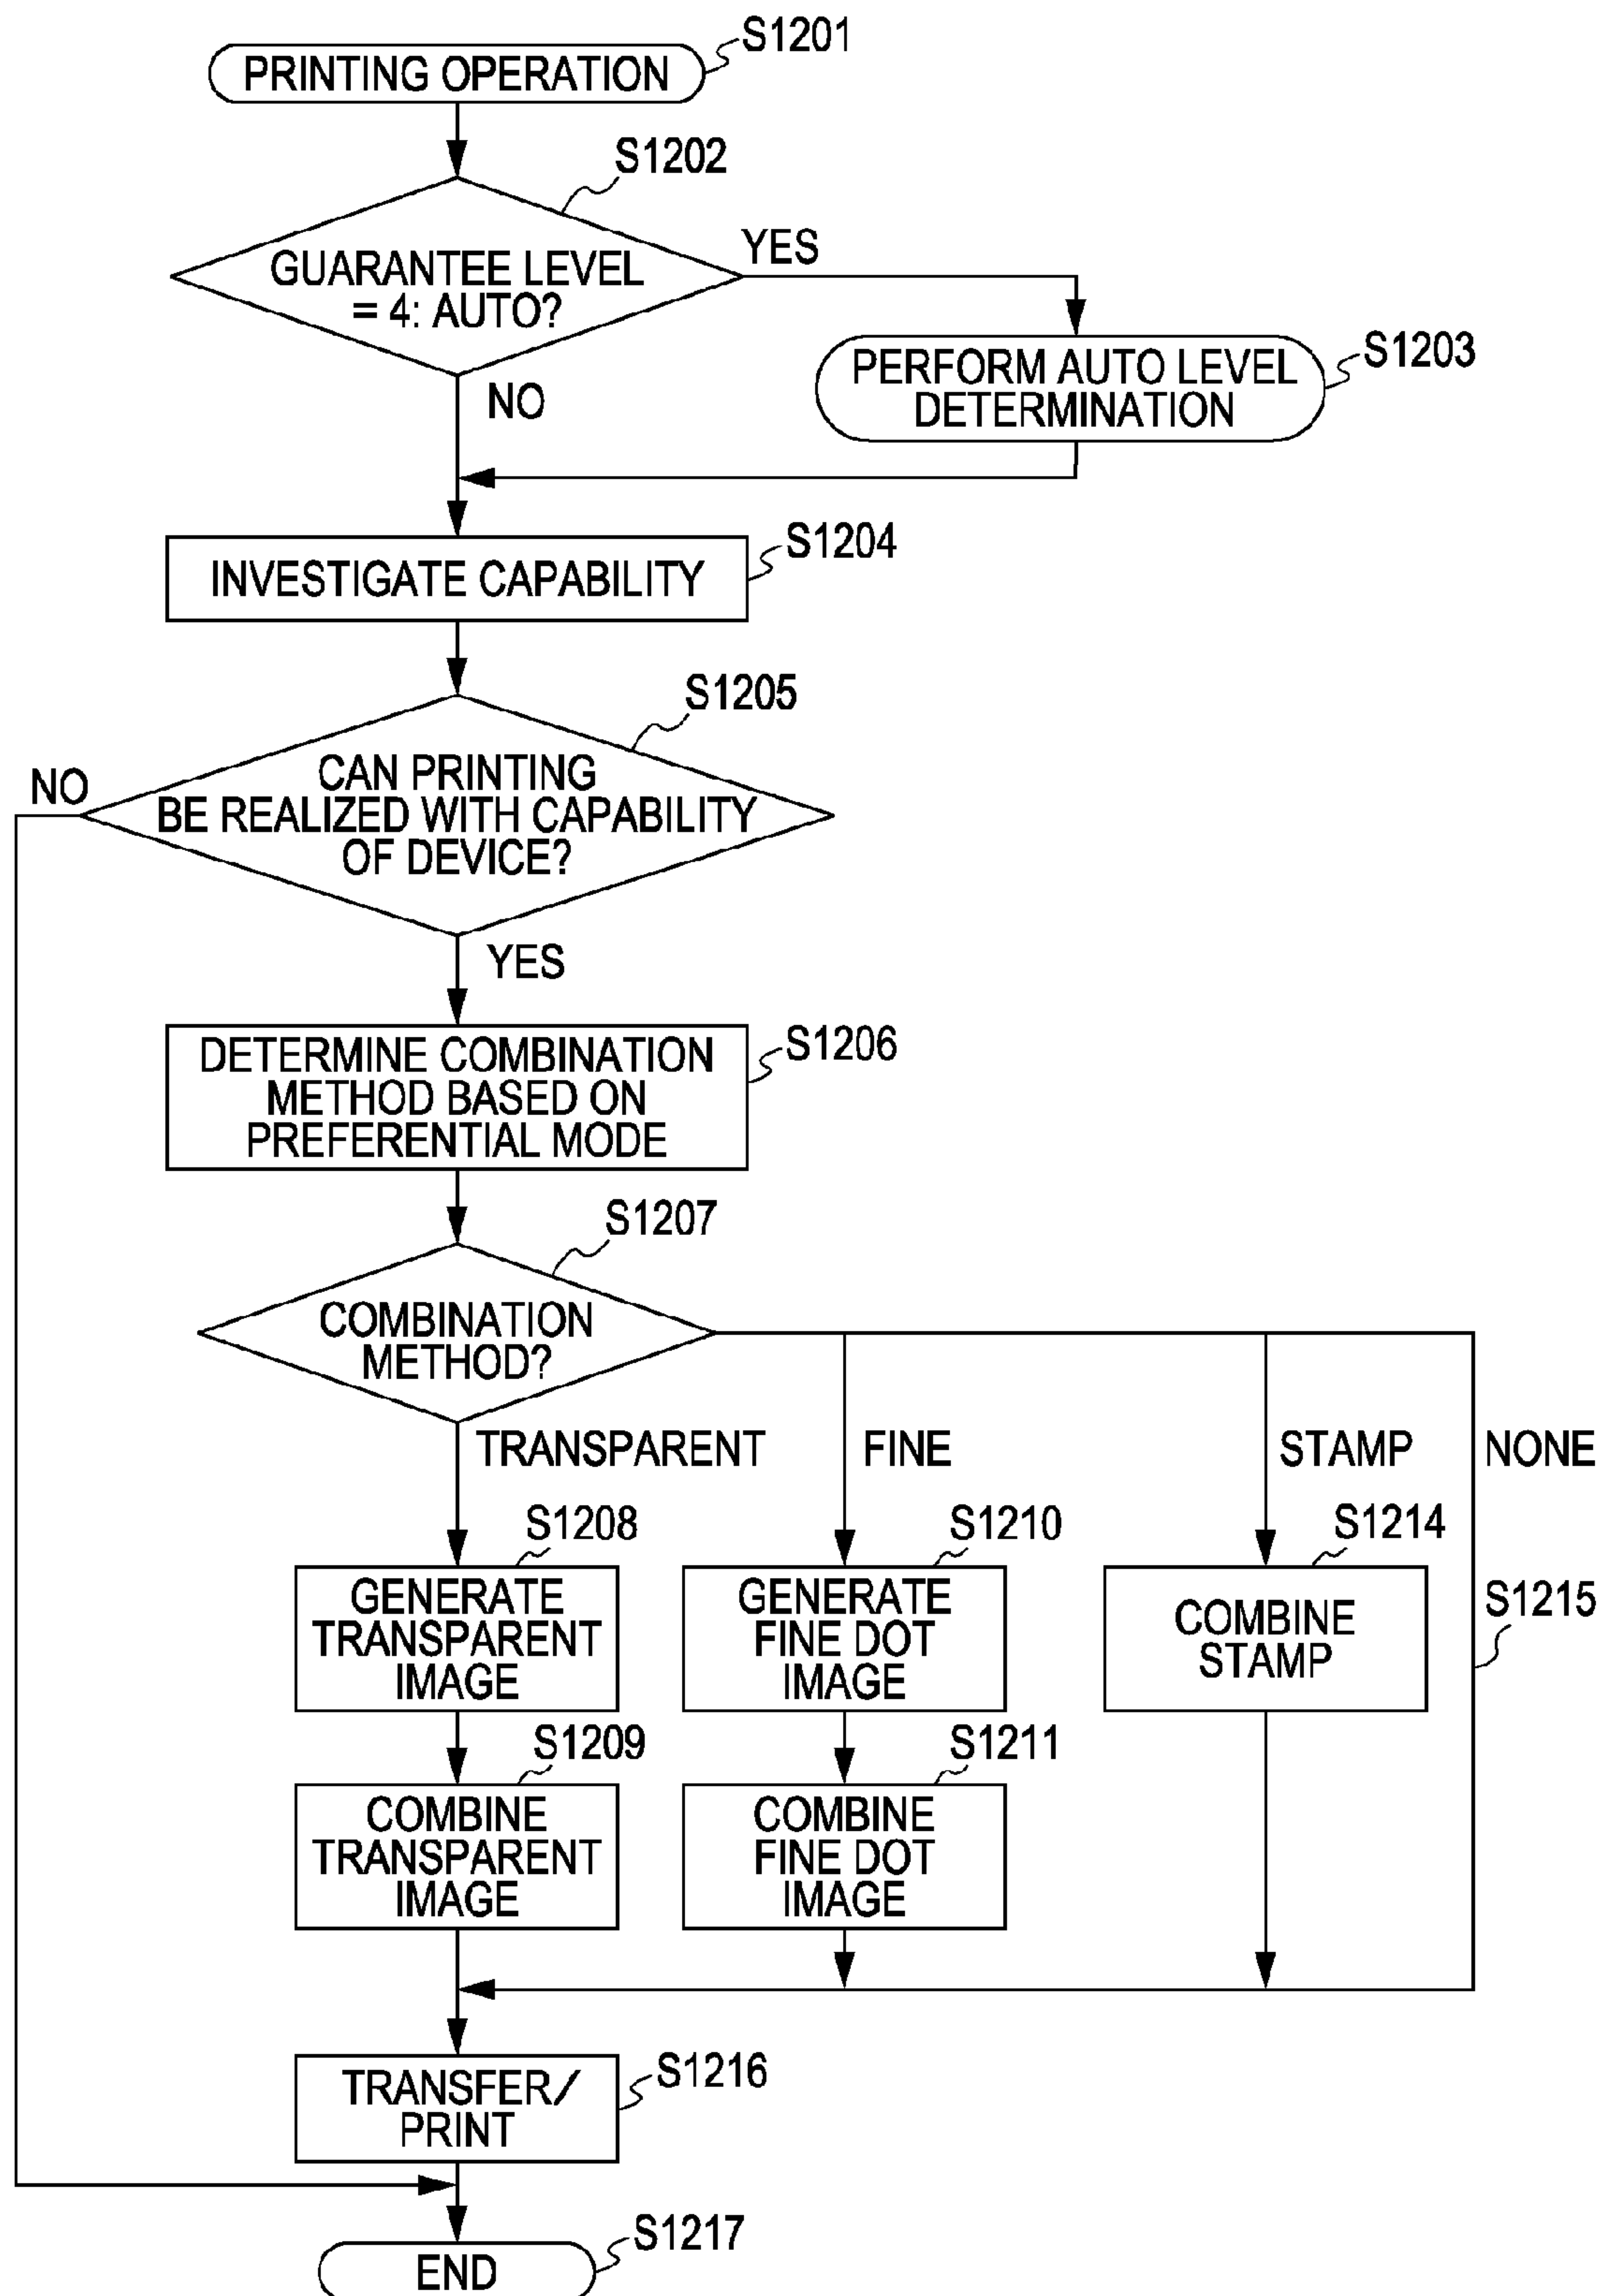 S1201
PRINTING OPERATION
S1202
GUARANTEE LEVEL
= 4: AUTO?
YES
NO
S1203
PERFORM AUTO LEVEL
DETERMINATION
S1204
INVESTIGATE CAPABILITY
S1205
CAN PRINTING
BE REALIZED WITH CAPABILITY
OF DEVICE?
NO
YES
S1206
DETERMINE COMBINATION
METHOD BASED ON
PREFERENTIAL MODE
S1207
COMBINATION
METHOD?
TRANSPARENT
FINE
STAMP
NONE
S1208
GENERATE
TRANSPARENT
IMAGE
S1210
GENERATE
FINE DOT
IMAGE
S1214
COMBINE
STAMP
S1215
S1209
COMBINE
TRANSPARENT
IMAGE
S1211
COMBINE
FINE DOT
IMAGE
S1216
TRANSFER/
PRINT
S1217
END